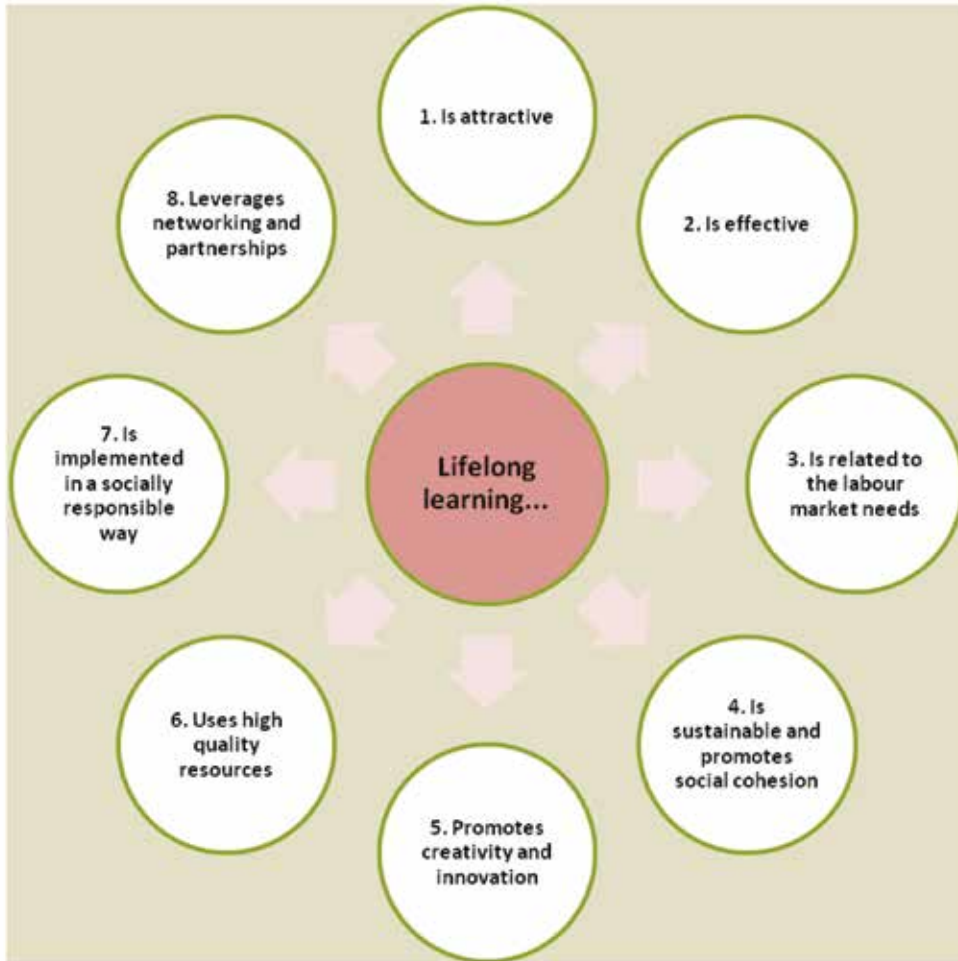 Lifelong
learning...
1. Is attractive
2. Is effective
3. Is related to
the labour
market needs
4. Is
sustainable and
promotes
social cohesion
5. Promotes
creativity and
innovation
6. Uses high
quality
resources
7. Is
implemented
in a socially
responsible
way
8. Leverages
networking and
partnerships